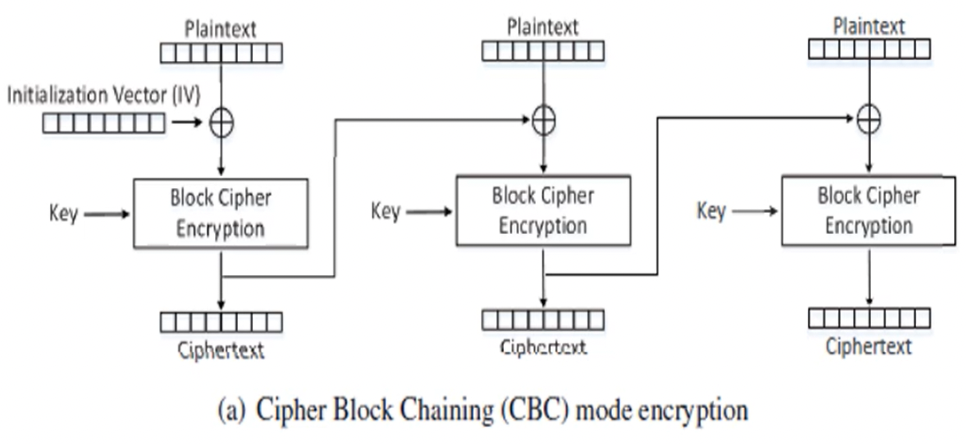 Plaintext
Plaintext
Plaintext
Initialization Vector (IV)
Key
Block Cipher
Encryption
Key
Block Cipher
Encryption
Key
Block Cipher
Encryption
Ciphertext
Ciphertext
Ciphertext
(a) Cipher Block Chaining (CBC) mode encryption